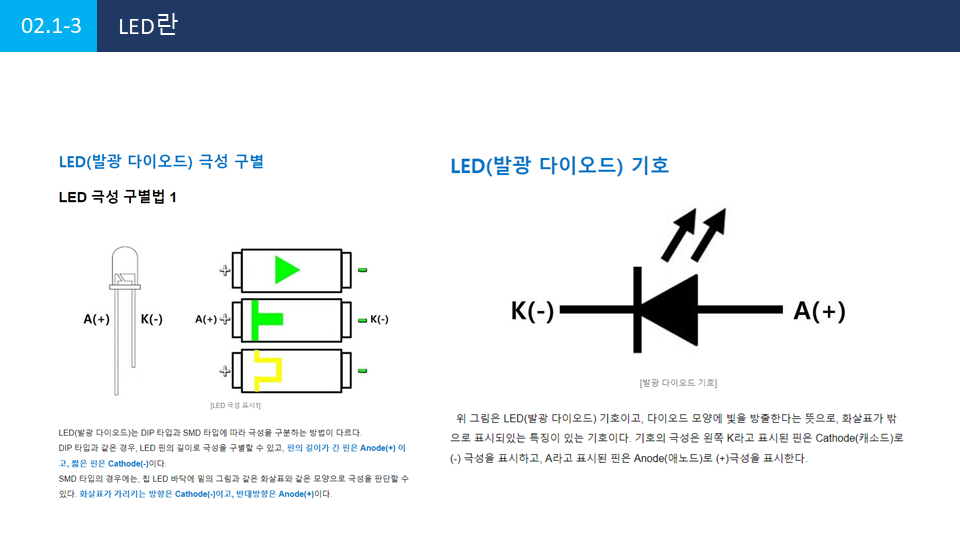 02.1-3
LED란
LED(발광 다이오드) 극성 구별
LED 극성 구별법 1
A(+)
K(-)
+
-
A(+) + - K(-)
+
-
[LED 극성 표시1]
LED(발광 다이오드)는 DIP 타입과 SMD 타입에 따라 극성을 구분하는 방법이 다르다.
DIP 타입과 같은 경우, LED 핀의 길이로 극성을 구별할 수 있고, 핀의 길이가 긴 핀은 Anode(+) 이
고, 짧은 핀은 Cathode(-)이다.
SMD 타입의 경우에는, 칩 LED 바닥에 밑의 그림과 같은 화살표와 같은 모양으로 극성을 판단할 수
있다. 화살표가 가리키는 방향은 Cathode(-)이고, 반대방향은 Anode(+)이다.
LED(발광 다이오드) 기호
K(-)
A(+)
[발광 다이오드 기호]
위 그림은 LED(발광 다이오드) 기호이고, 다이오드 모양에 빛을 방출한다는 뜻으로, 화살표가 밖
으로 표시되있는 특징이 있는 기호이다. 기호의 극성은 왼쪽 K라고 표시된 핀은 Cathode(캐소드)로
(-) 극성을 표시하고, A라고 표시된 핀은 Anode(애노드)로 (+)극성을 표시한다.